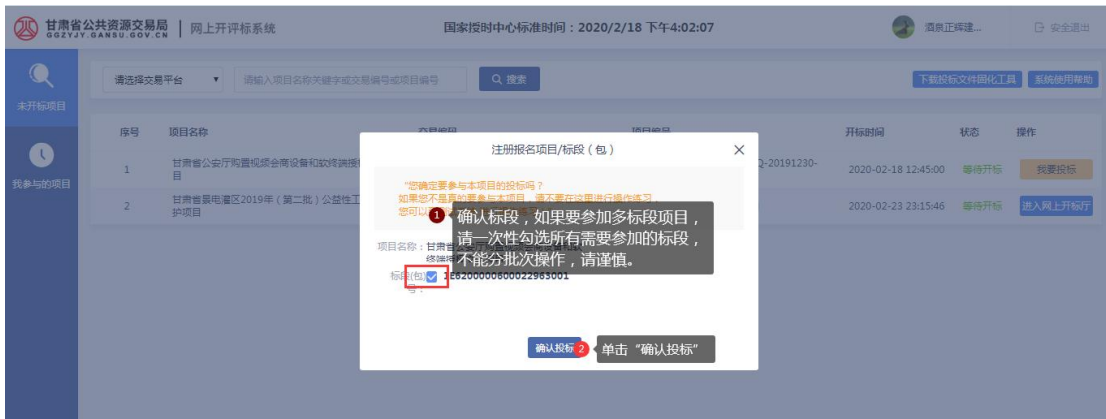 甘肃省公共资源交易局 网上开评标系统
GGZYJY.GANSU.GOV.CN
国家授时中心标准时间：2020/2/18 下午4:02:07
酒泉正辉建...
安全退出
未开标项目
我参与的项目
请选择交易平台
请输入项目名称关键字或交易编号或项目编号
搜索
下载投标文件固化工具
系统使用帮助
序号 项目名称 交易编号 项目编号 开标时间 状态 操作
1 甘肃省公安厅购置视频会商设备和软终端授
目
Q-20191230-
2020-02-18 12:45:00 等待开标 我要投标
2 甘肃省景电灌区2019年（第二批）公益性工
护项目
2020-02-23 23:15:46 等待开标 进入网上开标厅
注册报名项目/标段（包）
"您确定要参与本项目的投标吗？
如果您不是真的要参与本项目，请不要在这里进行操作练习，
您可以
1 确认标段，如果要参加多标段项目，
请一次性勾选所有需要参加的标段，
不能分批次操作，请谨慎。
项目名称：甘肃省
终端
标段(包)
号：
1E6200000600022963001
确认投标
2 单击“确认投标”